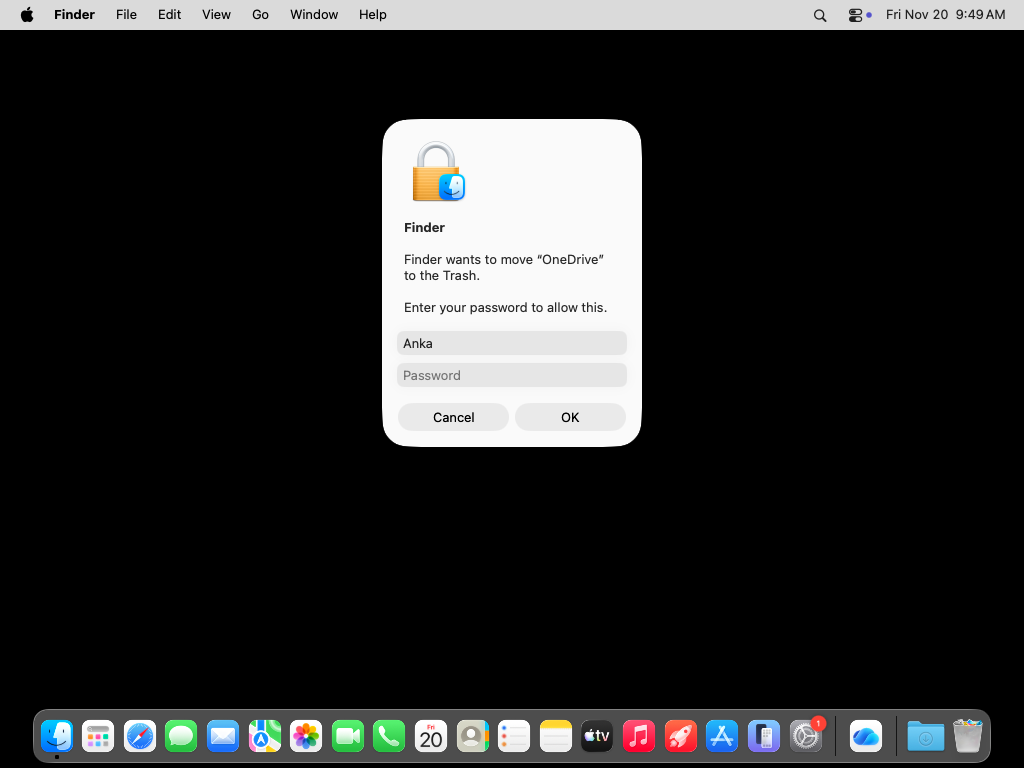 Finder File Edit View Go Window Help Fri Nov 20 9:49 AM
Finder
Finder wants to move “OneDrive”
to the Trash.
Enter your password to allow this.
Anka
Password
Cancel OK
Fri
20
tv
1